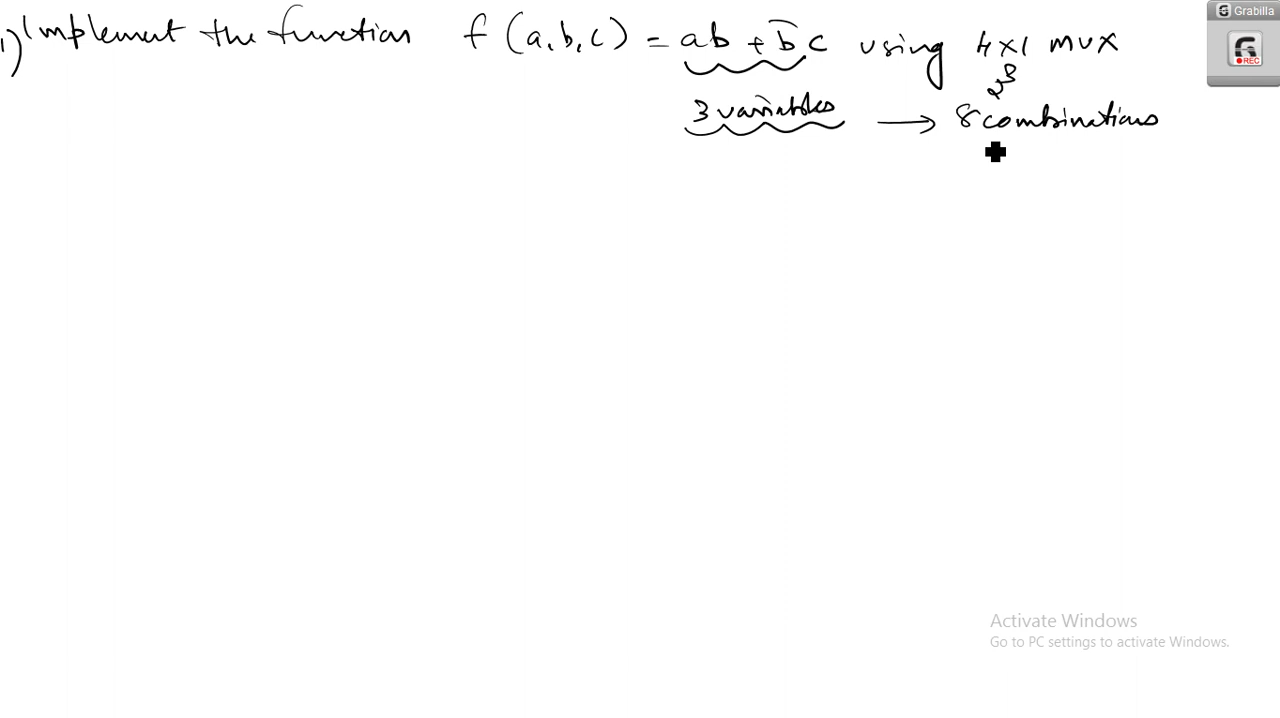 1) Implement the function f (a,b,c) = ab + b̅c using 4x1 mux
2³
3 variables → 8 combinations
Grabilla
REC
Activate Windows
Go to PC settings to activate Windows.